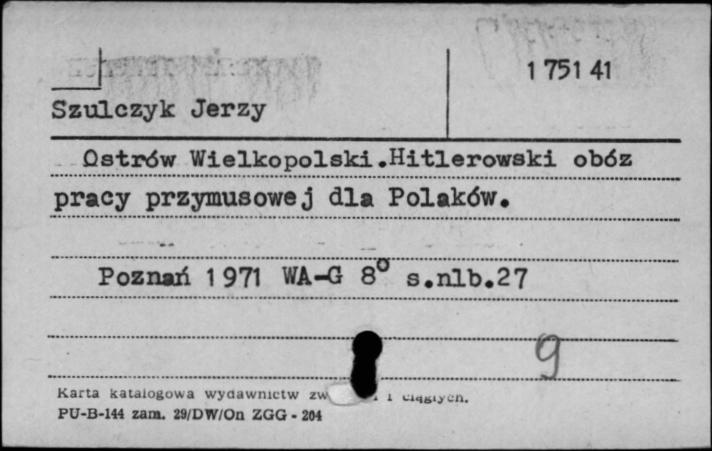 1 751 41
Szulczyk Jerzy
Ostrów Wielkopolski.Hitlerowski obóz
pracy przymusowej dla Polaków.
Poznań 1971 WA-G 8° s.nlb.27
9
Karta katalogowa wydawnictw i ciągłych.
PU-B-144 zam. 29/DW/On ZGG - 204